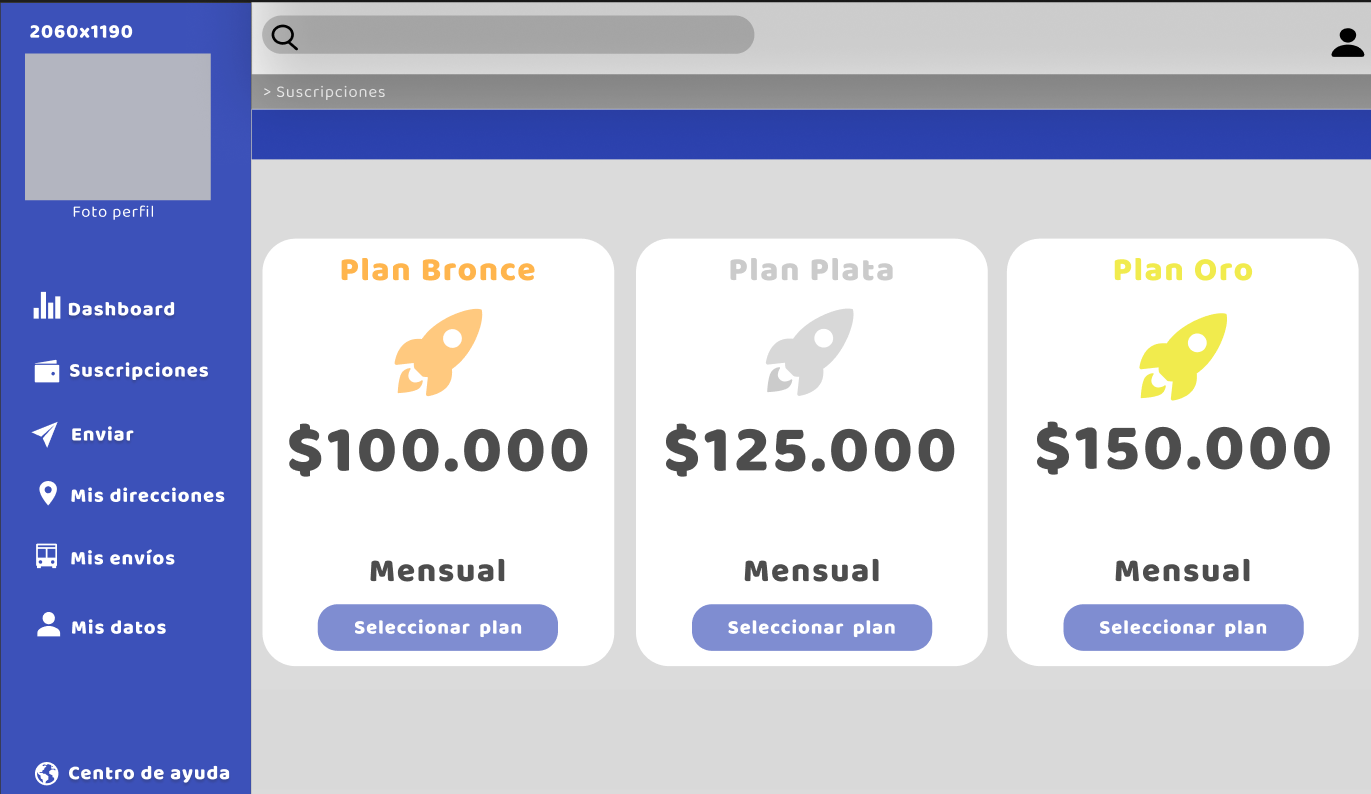 2060x1190
Foto perfil
Dashboard
Suscripciones
Enviar
Mis direcciones
Mis envíos
Mis datos
Centro de ayuda
> Suscripciones
Plan Bronce
$100.000
Mensual
Seleccionar plan
Plan Plata
$125.000
Mensual
Seleccionar plan
Plan Oro
$150.000
Mensual
Seleccionar plan